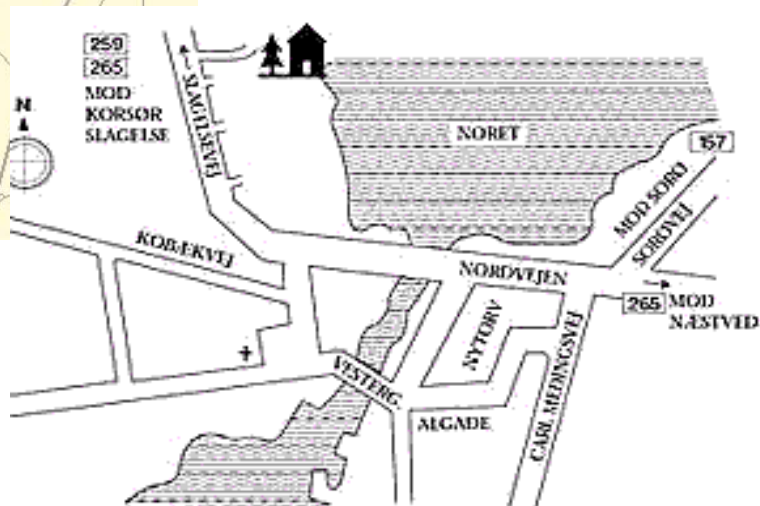 259
265
MOD
KORSØR
SLAGELSE
N
SLAGELSEVEJ
NORET
157
MOD SORØ
SORØVEJ
KOBÆKVEJ
NORDVEJEN
265 MOD
NÆSTVED
NYTORV
VESTERG.
ALGADE
CARL MEDINGSVEJ